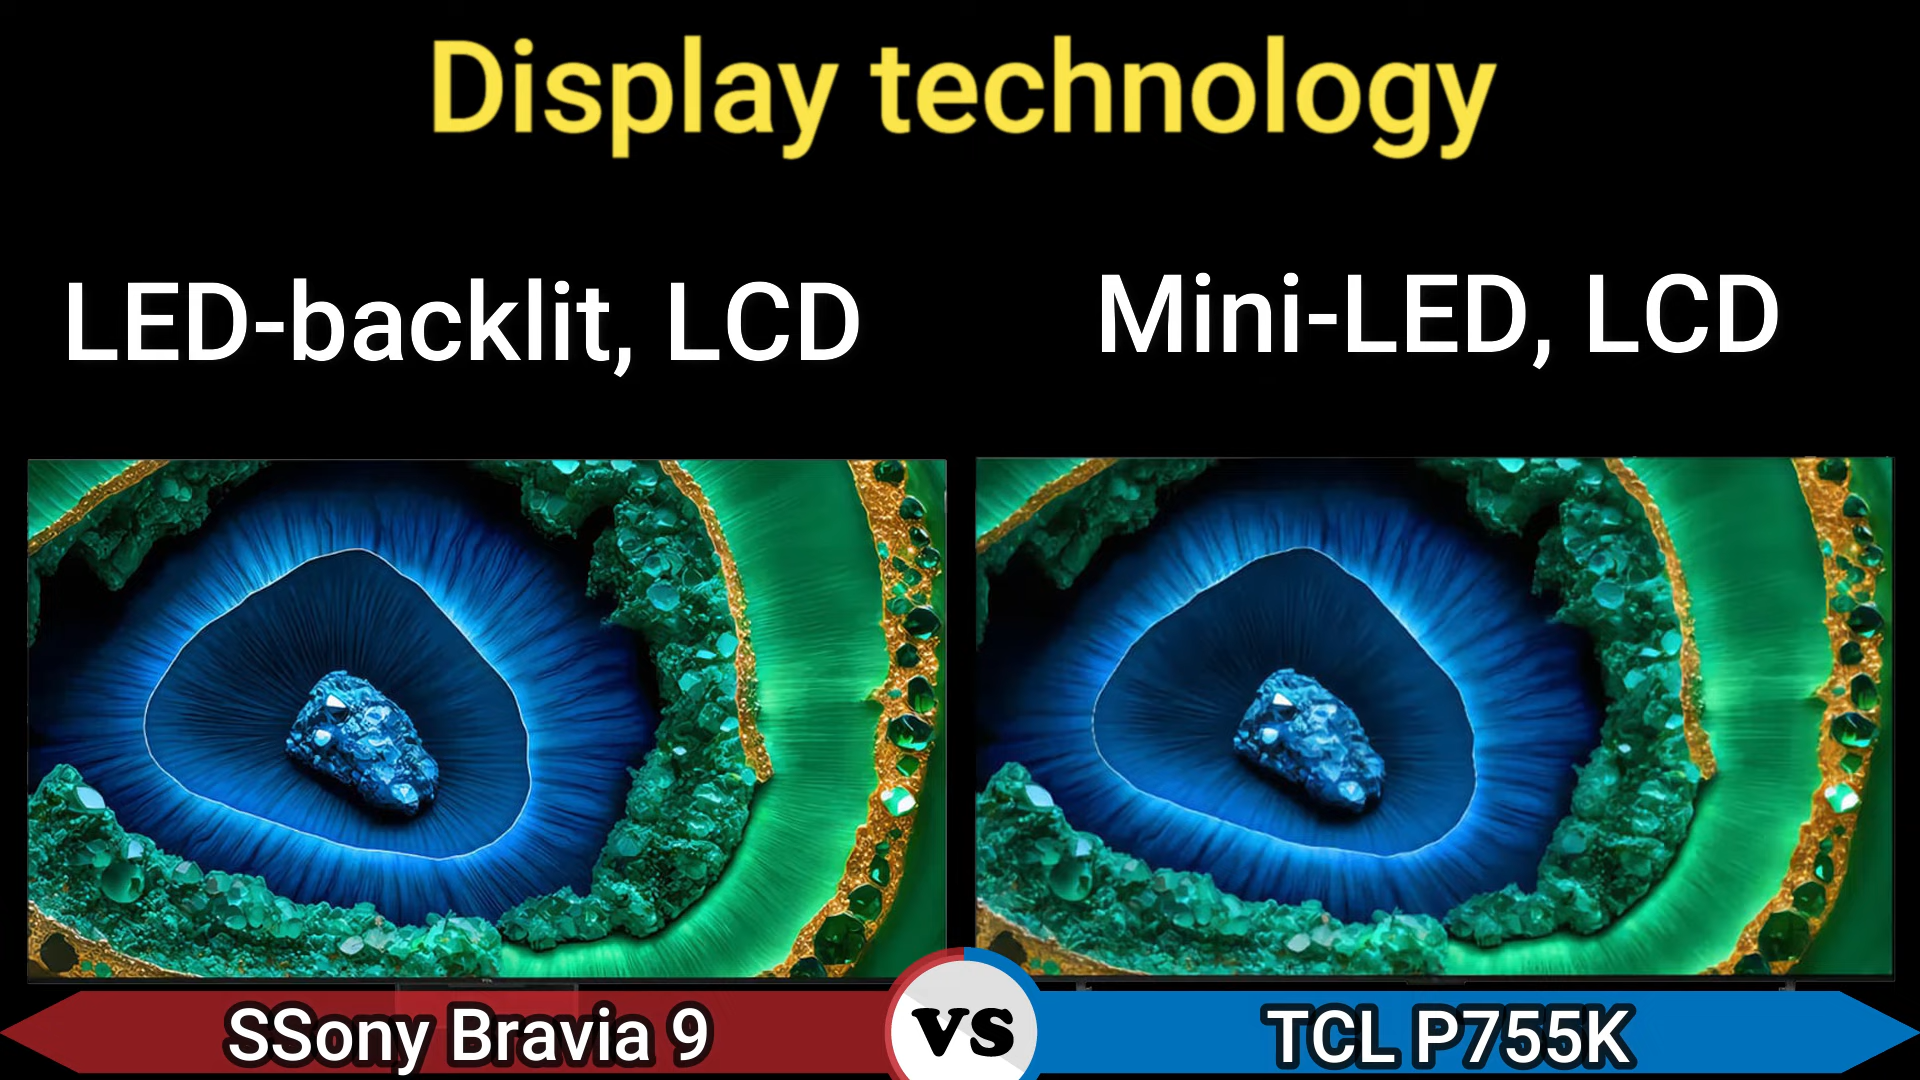 Display technology
LED-backlit, LCD
Mini-LED, LCD
SSony Bravia 9
VS
TCL P755K